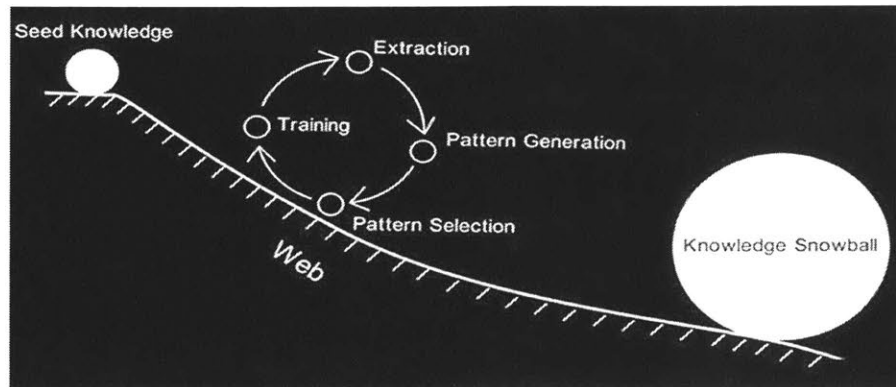 Seed Knowledge
Extraction
Training
Pattern Generation
Pattern Selection
Web
Knowledge Snowball